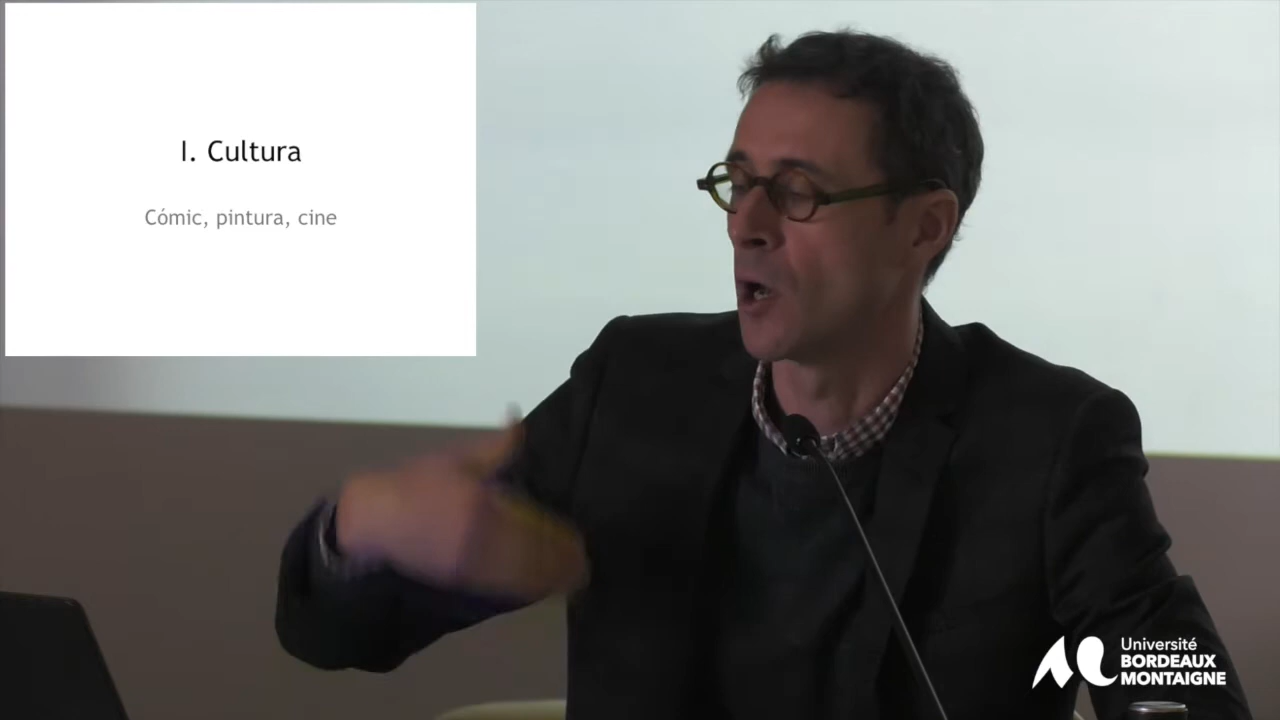 I. Cultura
Cómic, pintura, cine
Université
BORDEAUX
MONTAIGNE